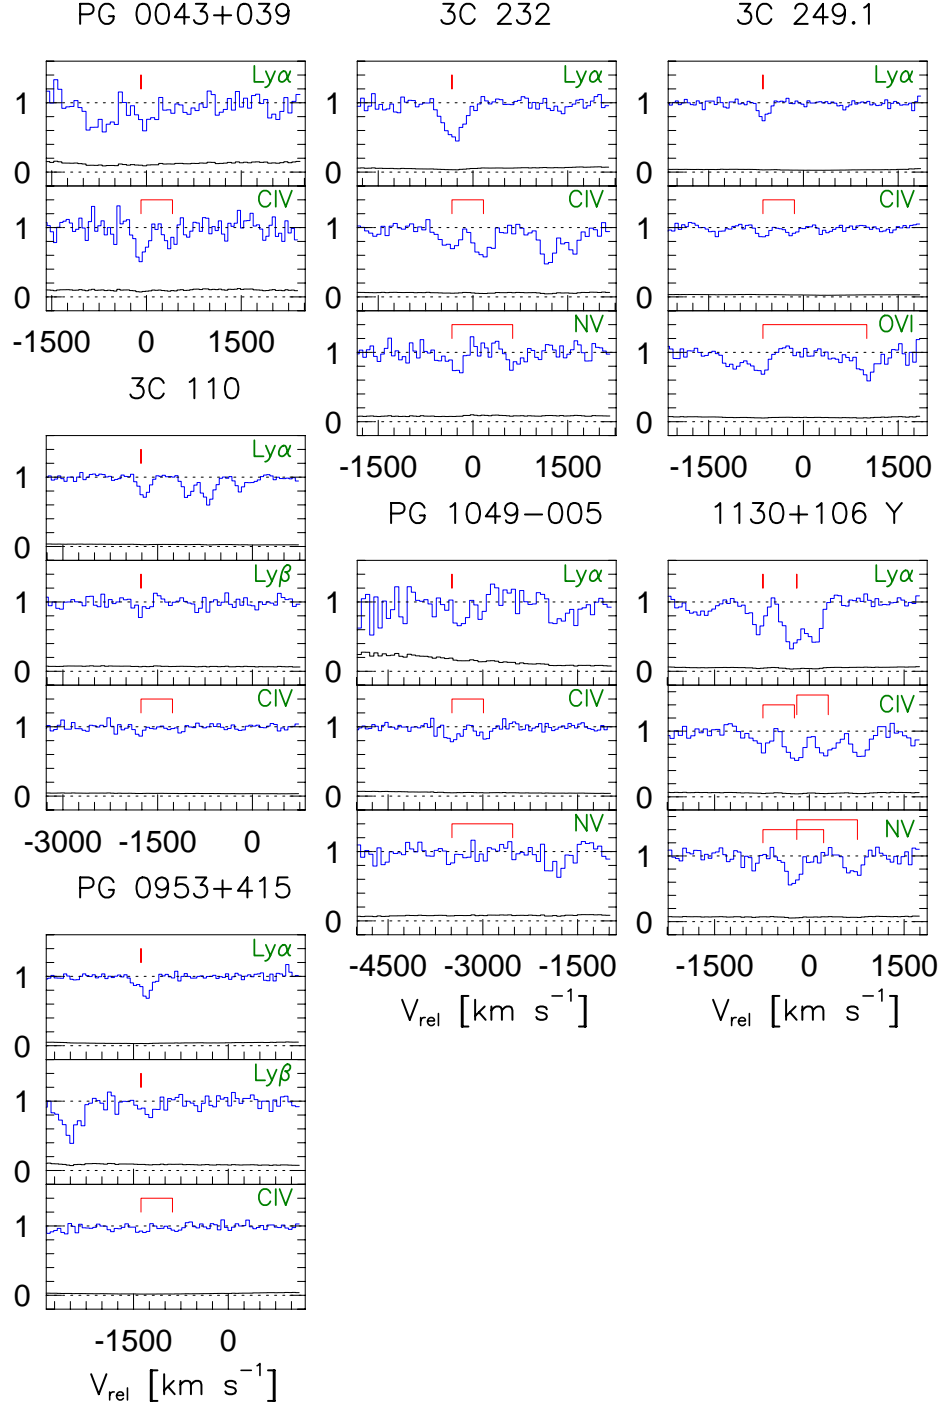 PG 0043+039
Lyα
1
0
CIV
1
0
-1500 0 1500
3C 110
Lyα
1
0
Lyβ
1
0
CIV
1
0
-3000 -1500 0
PG 0953+415
Lyα
1
0
Lyβ
1
0
CIV
1
0
-1500 0
V_rel [km s⁻¹]
3C 232
Lyα
1
0
CIV
1
0
NV
1
0
-1500 0 1500
PG 1049−005
Lyα
1
0
CIV
1
0
NV
1
0
-4500 -3000 -1500
V_rel [km s⁻¹]
3C 249.1
Lyα
1
0
CIV
1
0
OVI
1
0
-1500 0 1500
1130+106 Y
Lyα
1
0
CIV
1
0
NV
1
0
-1500 0 1500
V_rel [km s⁻¹]